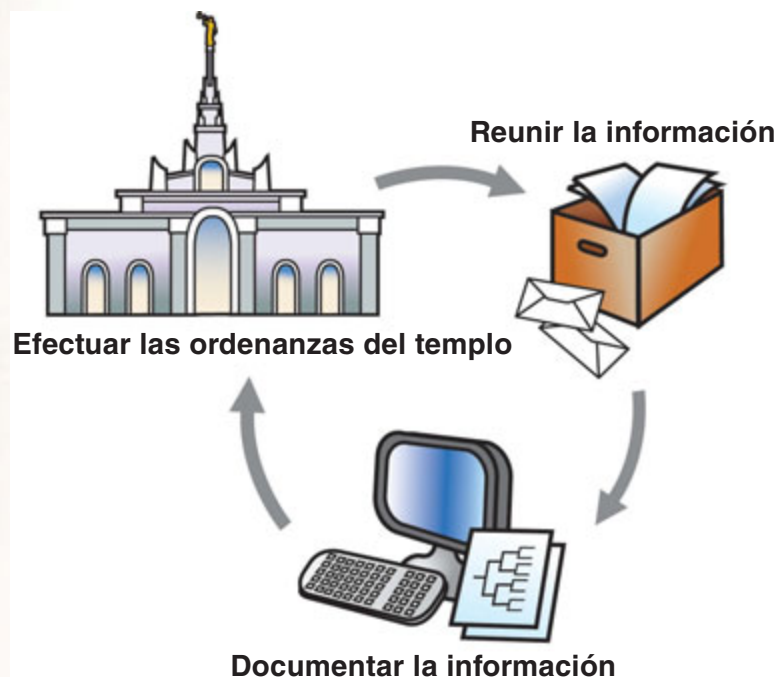 Reunir la información
Efectuar las ordenanzas del templo
Documentar la información